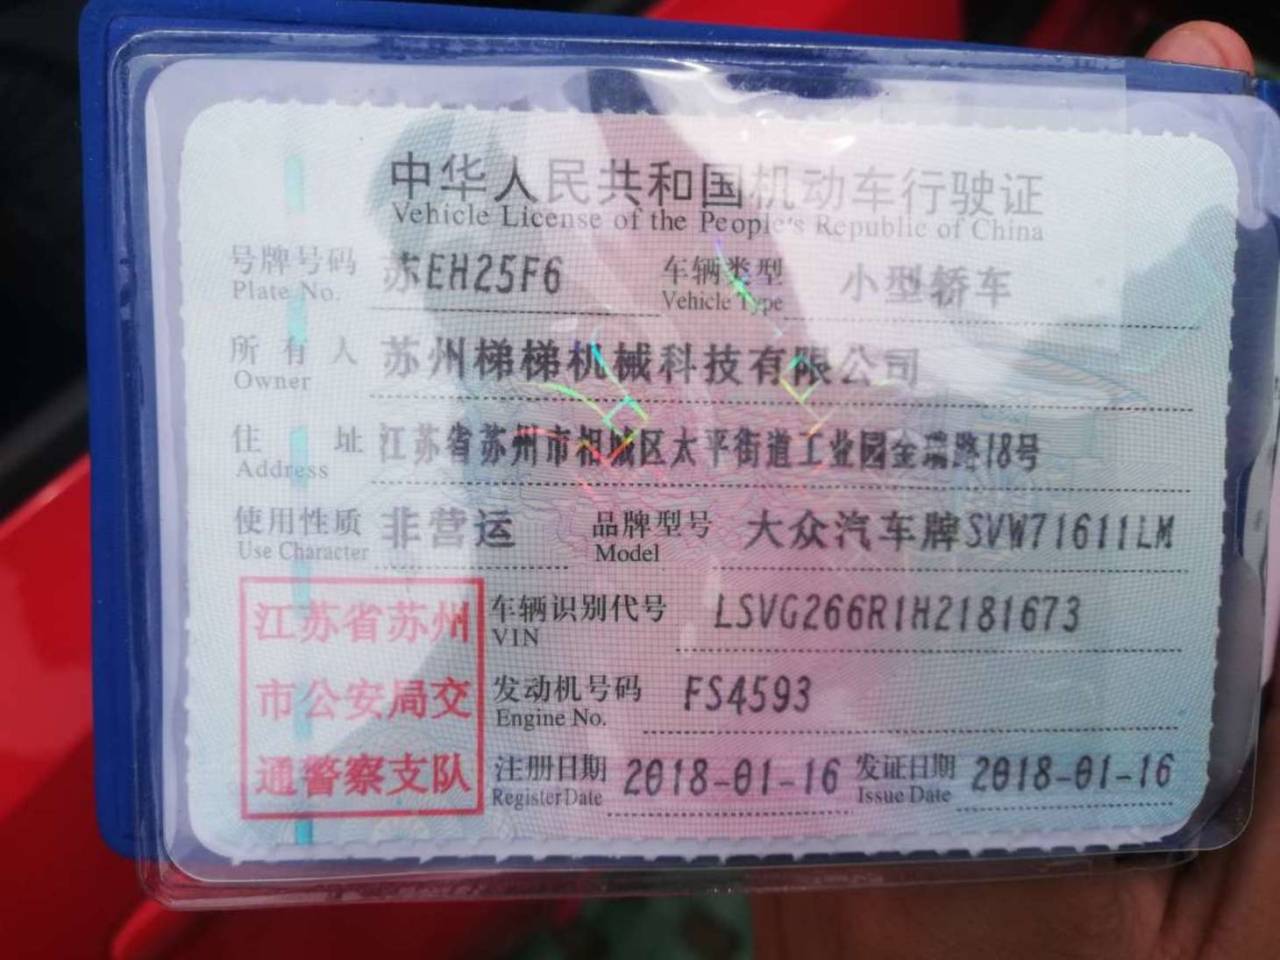 中华人民共和国机动车行驶证
Vehicle License of the People's Republic of China
号牌号码 苏EH25F6 车辆类型 小型轿车
Plate No. Vehicle Type
所有人 苏州梯梯机械科技有限公司
Owner
住址 江苏省苏州市相城区太平街道工业园金瑞路18号
Address
使用性质 非营运 品牌型号 大众汽车牌SVW71611LM
Use Character Model
江苏省苏州
市公安局交
通警察支队
车辆识别代号 LSVG266R1H2181673
VIN
发动机号码 FS4593
Engine No.
注册日期 2018-01-16 发证日期 2018-01-16
Register Date Issue Date